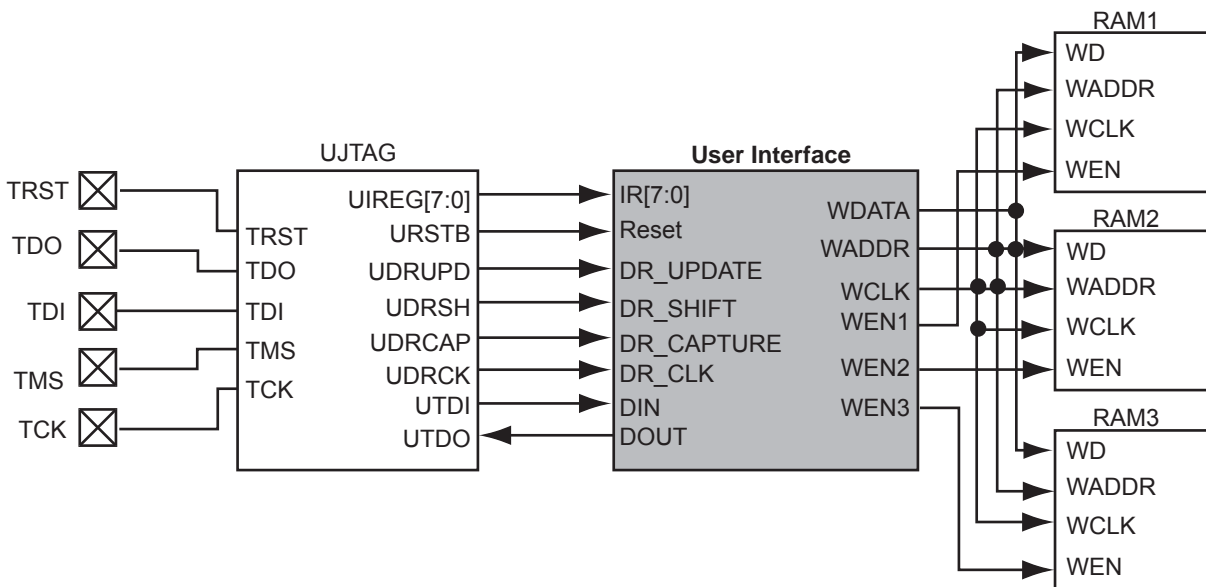 TRST
TDO
TDI
TMS
TCK
UJTAG
TRST
TDO
TDI
TMS
TCK
UIREG[7:0]
URSTB
UDRUPD
UDRSH
UDRCAP
UDRCK
UTDI
UTDO
User Interface
IR[7:0]
Reset
DR_UPDATE
DR_SHIFT
DR_CAPTURE
DR_CLK
DIN
DOUT
WDATA
WADDR
WCLK
WEN1
WEN2
WEN3
RAM1
WD
WADDR
WCLK
WEN
RAM2
WD
WADDR
WCLK
WEN
RAM3
WD
WADDR
WCLK
WEN